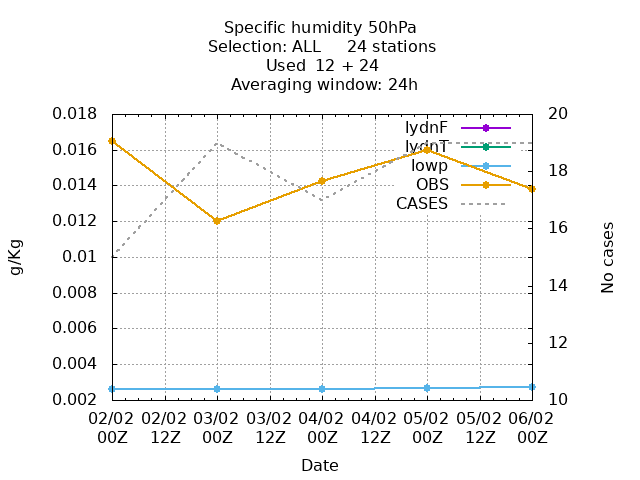 Specific humidity 50hPa
Selection: ALL     24 stations
Used  12 + 24
Averaging window: 24h
0.018
0.016
0.014
0.012
0.01
0.008
0.006
0.004
0.002
g/Kg
20
18
16
14
12
10
No cases
lydnF
lydnT
lowp
OBS
CASES
02/02 02/02 03/02 03/02 04/02 04/02 05/02 05/02 06/02
00Z 12Z 00Z 12Z 00Z 12Z 00Z 12Z 00Z
Date